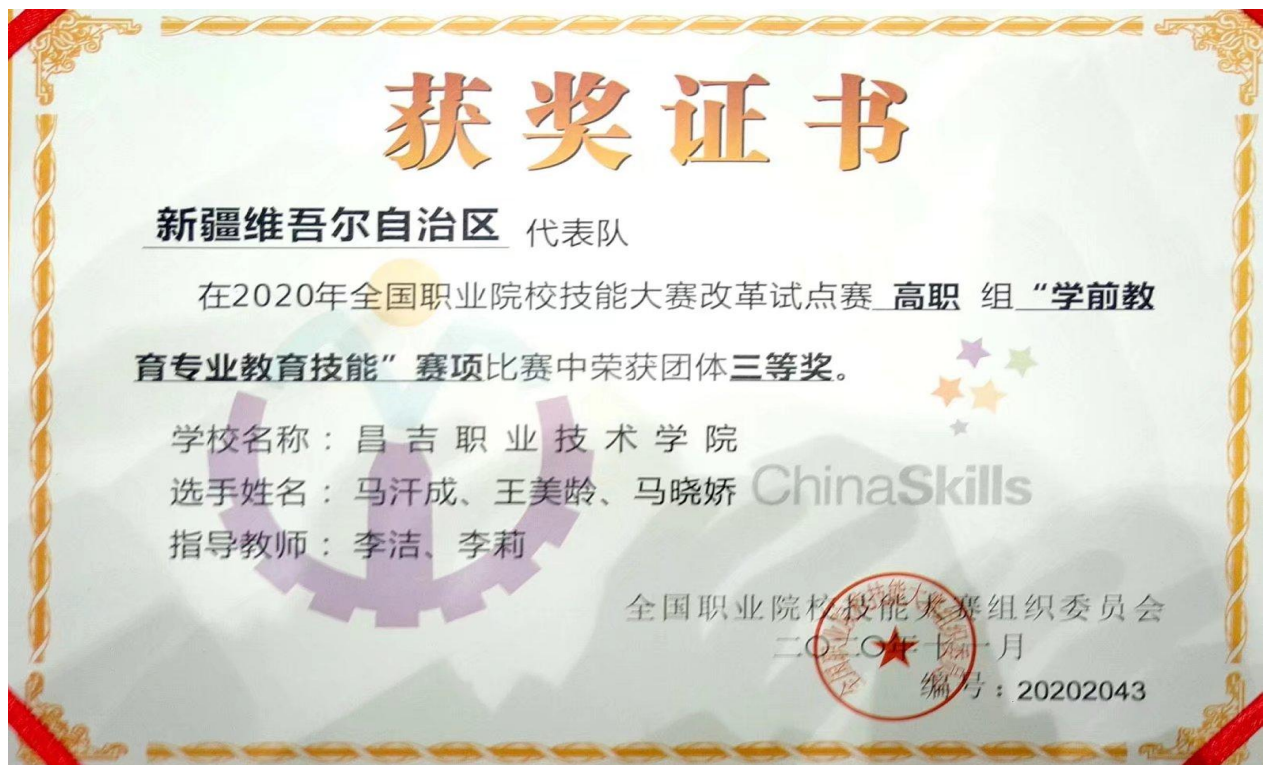 获奖证书
新疆维吾尔自治区 代表队
在2020年全国职业院校技能大赛改革试点赛 高职 组 “学前教
育专业教育技能” 赛项比赛中荣获团体三等奖。
学校名称：昌吉职业技术学院
选手姓名：马汗成、王美龄、马晓娇
ChinaSkills
指导教师：李洁、李莉
全国职业院校技能大赛组织委员会
二〇二〇年十一月
编号：20202043